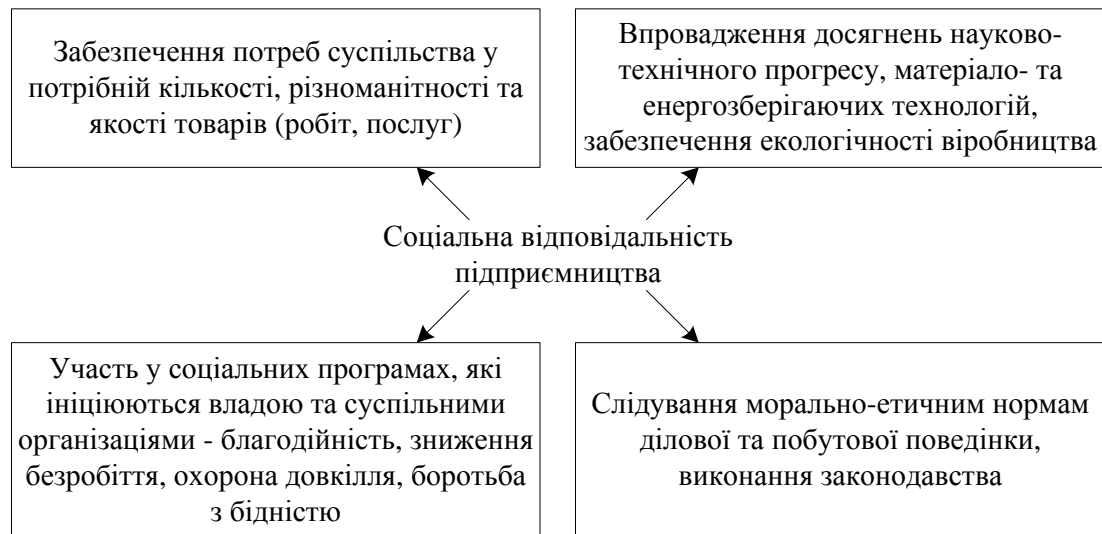 Забезпечення потреб суспільства у
потрібній кількості, різноманітності та
якості товарів (робіт, послуг)
Впровадження досягнень науково-
технічного прогресу, матеріало- та
енергозберігаючих технологій,
забезпечення екологічності віробництва
Соціальна відповідальність
підприємництва
Участь у соціальних програмах, які
ініціюються владою та суспільними
організаціями - благодійність, зниження
безробіття, охорона довкілля, боротьба
з бідністю
Слідування морально-етичним нормам
ділової та побутової поведінки,
виконання законодавства